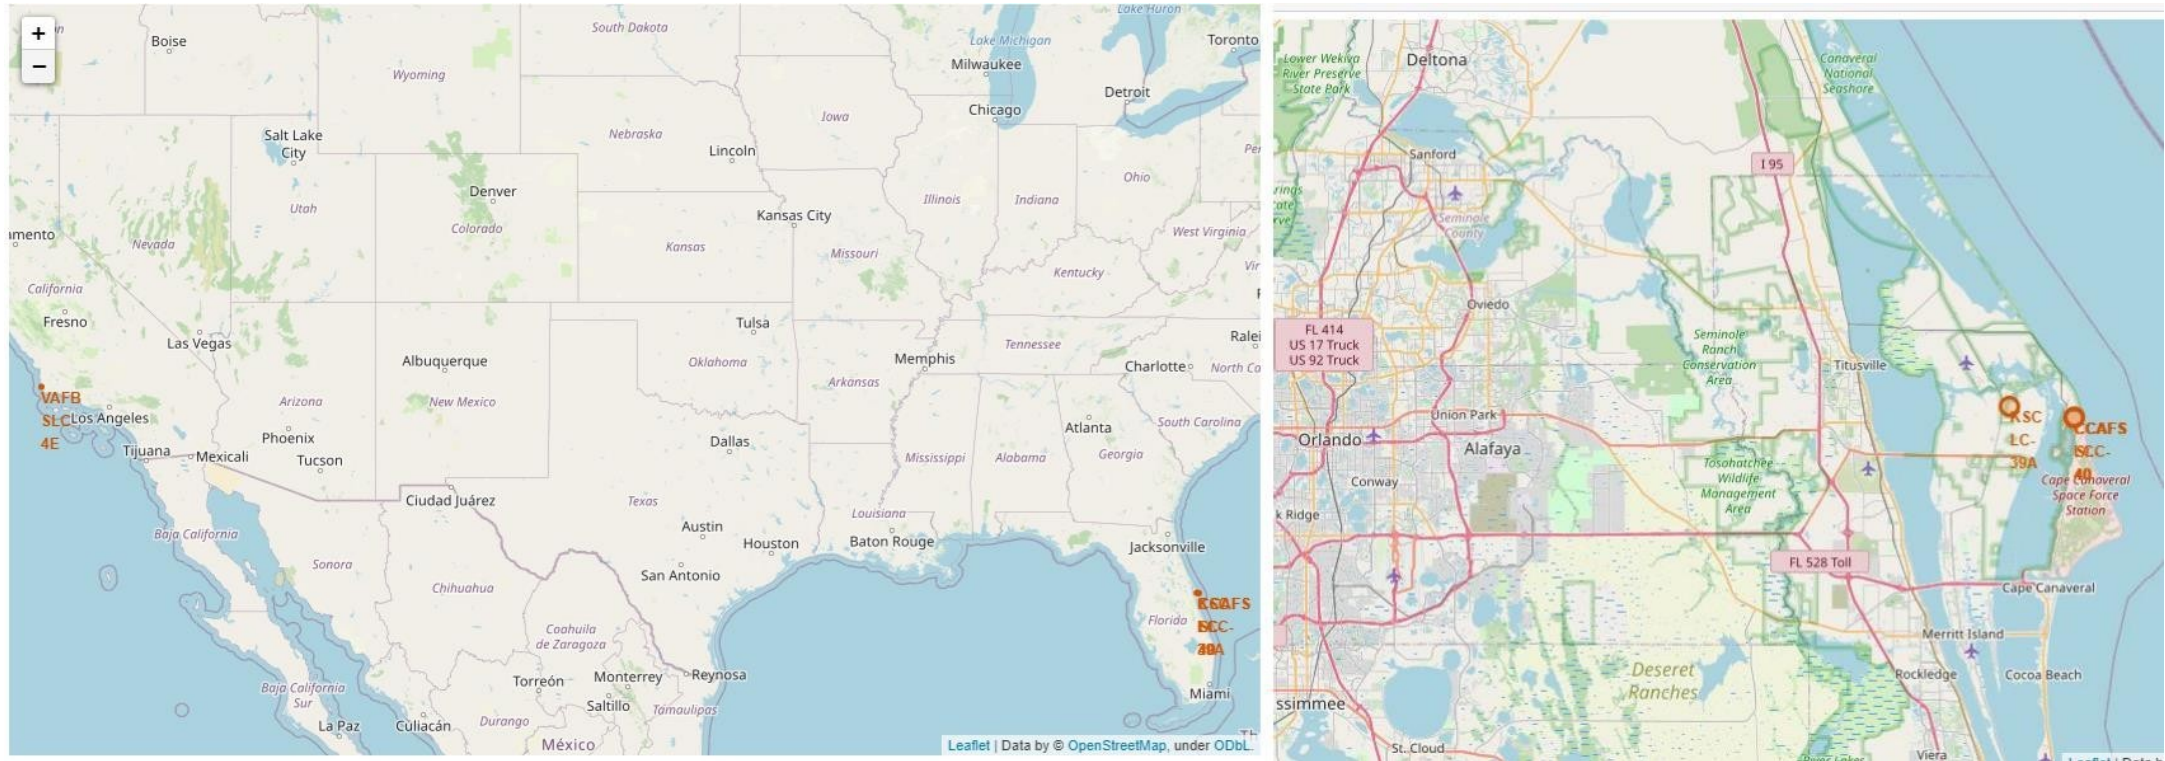 +
−
Boise
South Dakota
Lake Huron
Toronto
Wyoming
Lake Michigan
Milwaukee
Detroit
Chicago
Iowa
Nebraska
Salt Lake
City
Lincoln
Denver
Utah
Colorado
Illinois
Indiana
Ohio
Kansas City
Kansas
Missouri
West Virginia
Nevada
Kentucky
California
Fresno
Las Vegas
Tulsa
Albuquerque
Oklahoma
Memphis
Tennessee
Charlotte
Arkansas
VAFB
SLC-
4E
Los Angeles
Arizona
New Mexico
Phoenix
Tucson
Tijuana
Mexicali
Dallas
Atlanta
South Carolina
Mississippi
Alabama
Georgia
Ciudad Juárez
Texas
Louisiana
Baton Rouge
Austin
Houston
San Antonio
Jacksonville
Baja California
Sonora
Chihuahua
Coahuila
de Zaragoza
Florida
Torreón
Monterrey
Reynosa
Saltillo
Tamaulipas
Baja California
Sur
La Paz
Culiacán
Durango
México
Miami
Leaflet | Data by © OpenStreetMap, under ODbL.
Lower Wekiva
River Preserve
State Park
Deltona
Canaveral
National
Seashore
Sanford
I 95
Seminole
County
Oviedo
FL 414
US 17 Truck
US 92 Truck
Seminole
Ranch
Conservation
Area
Titusville
Union Park
Orlando
Alafaya
KSC
LC-
39A
CCAFS
40
Tosohatchee
Wildlife
Management
Area
Cape Canaveral
Space Force
Station
Conway
FL 528 Toll
Cape Canaveral
Merritt Island
Deseret
Ranches
Rockledge
Cocoa Beach
St. Cloud
Viera